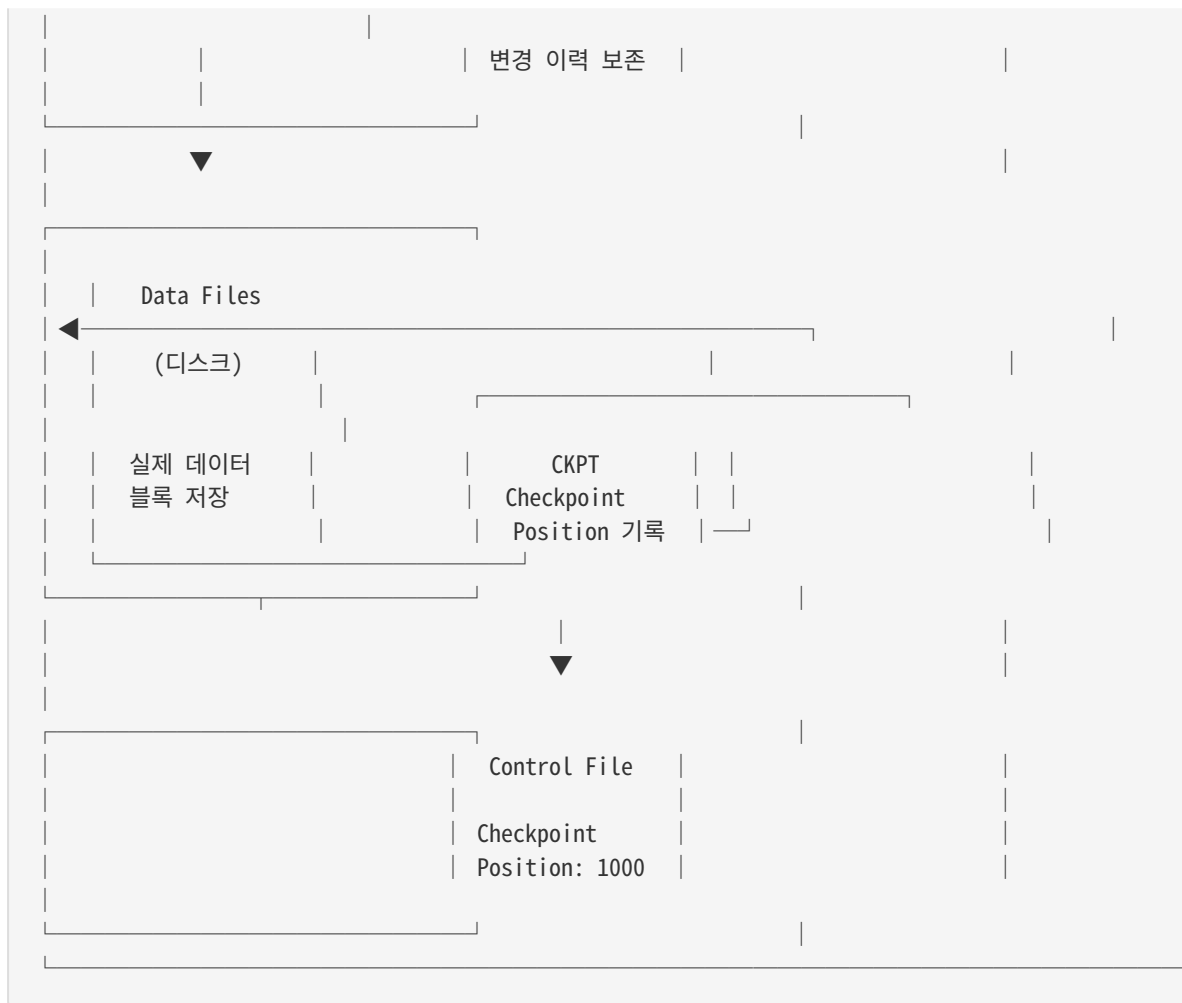 변경 이력 보존
Data Files
(디스크)
실제 데이터 CKPT
블록 저장 Checkpoint
Position 기록
Control File
Checkpoint
Position: 1000